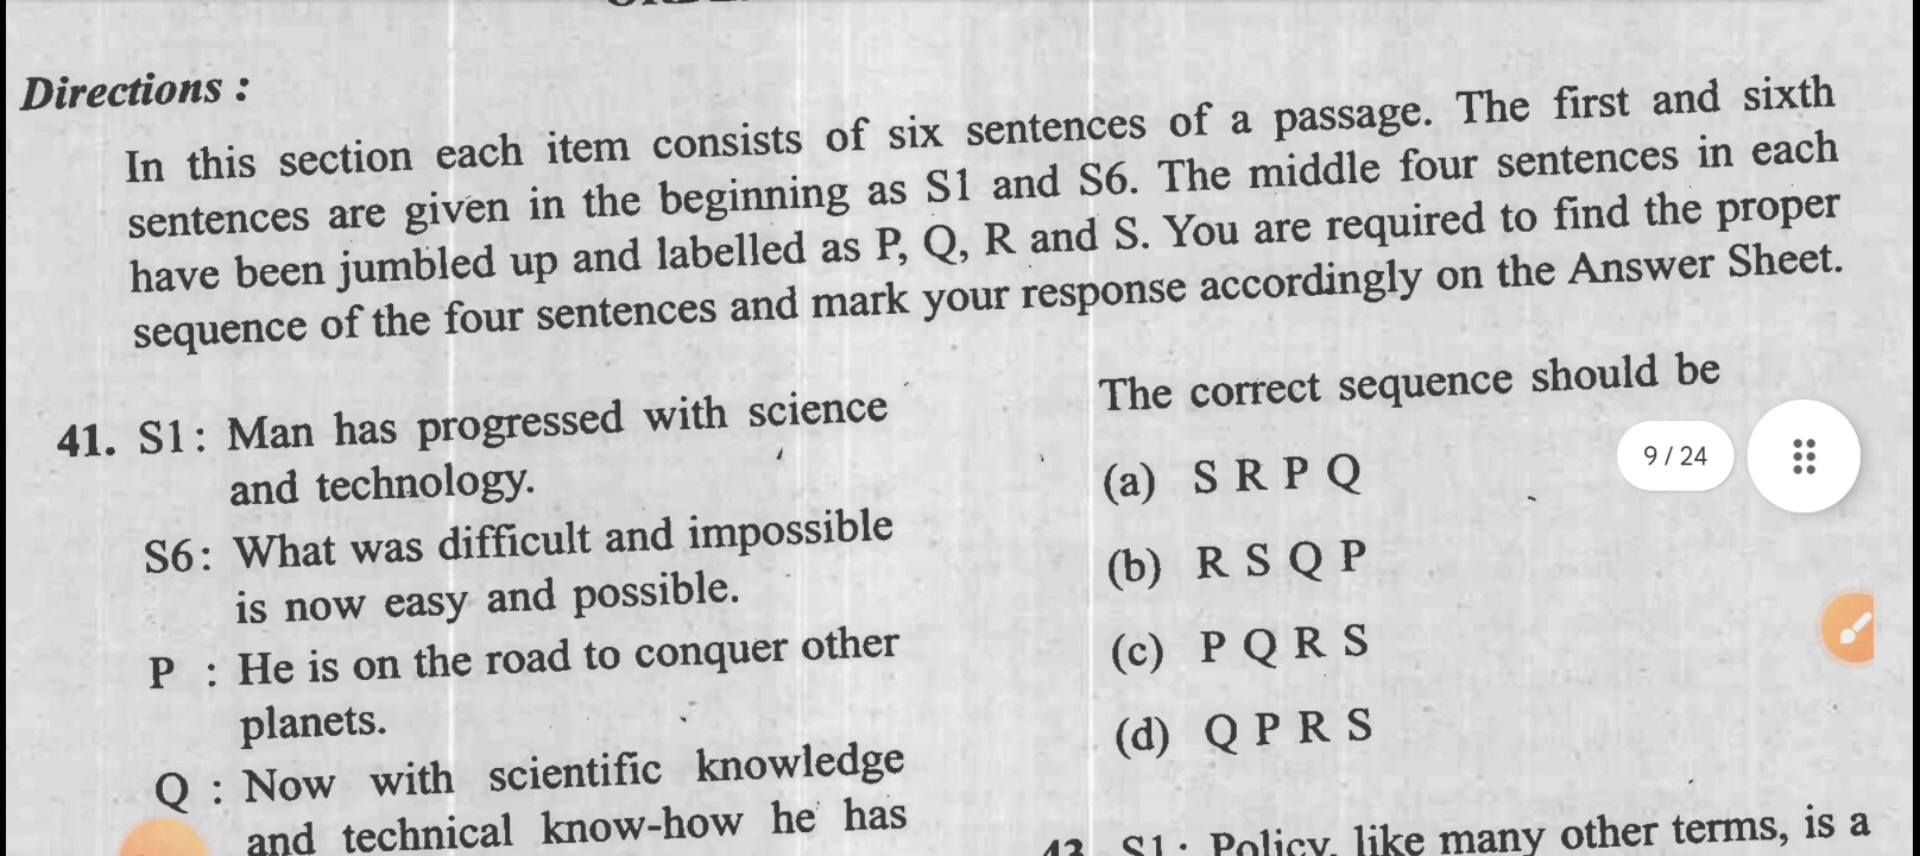 Directions :
In this section each item consists of six sentences of a passage. The first and sixth
sentences are given in the beginning as S1 and S6. The middle four sentences in each
have been jumbled up and labelled as P, Q, R and S. You are required to find the proper
sequence of the four sentences and mark your response accordingly on the Answer Sheet.
41. S1: Man has progressed with science
and technology.
S6: What was difficult and impossible
is now easy and possible.
P : He is on the road to conquer other
planets.
Q : Now with scientific knowledge
and technical know-how he has
The correct sequence should be
(a) S R P Q
(b) R S Q P
(c) P Q R S
(d) Q P R S
9 / 24
S1: Policy, like many other terms, is a